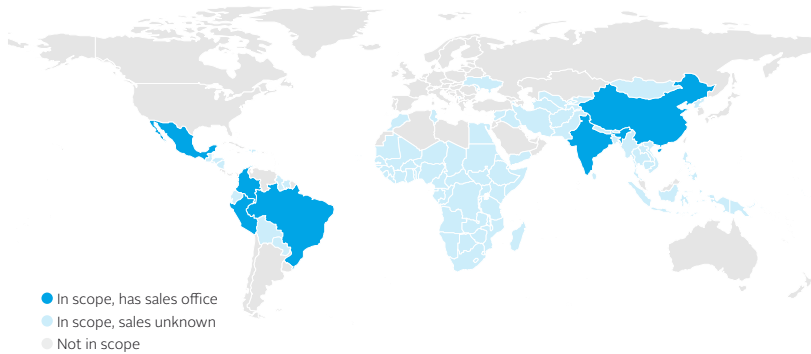 In scope, has sales office
In scope, sales unknown
Not in scope